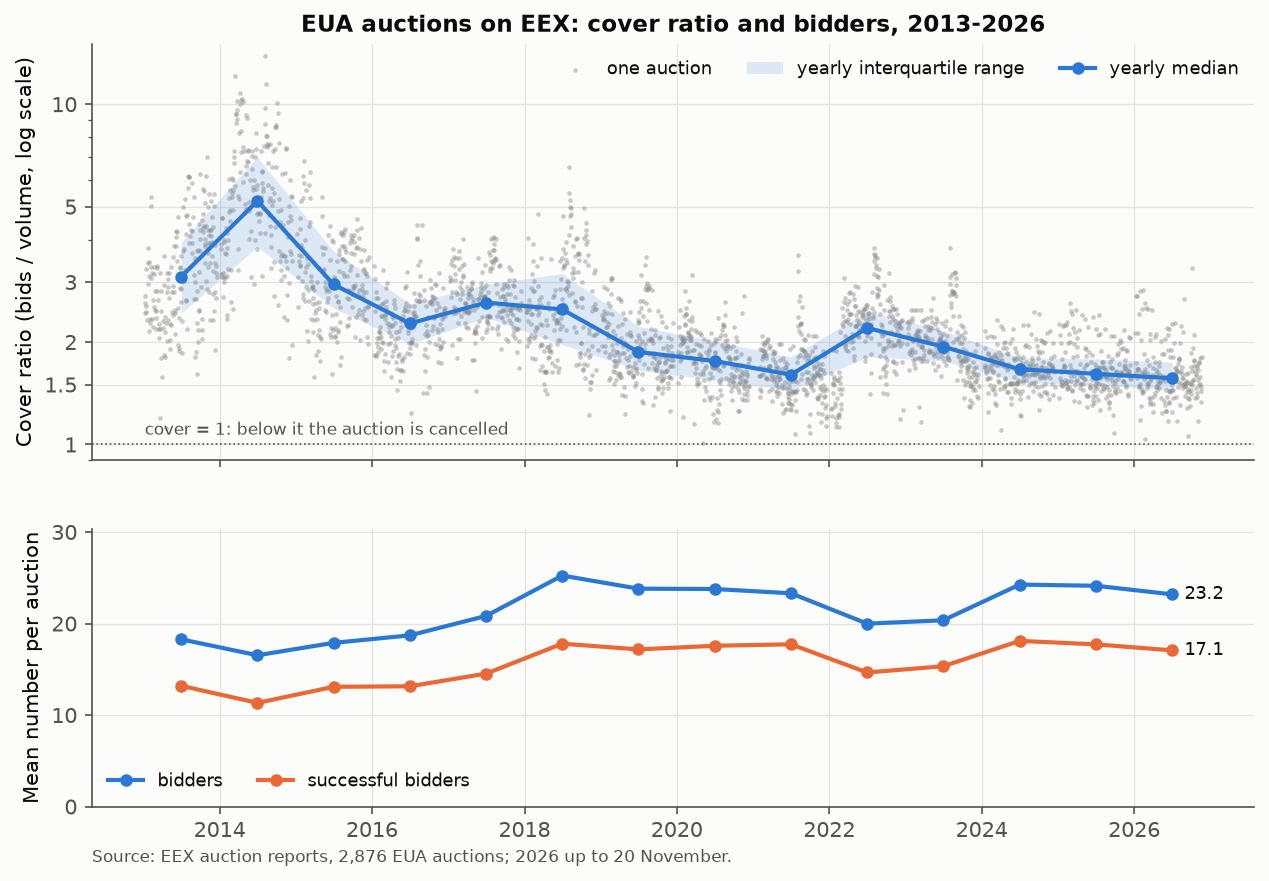 EUA auctions on EEX: cover ratio and bidders, 2013-2026
Cover ratio (bids / volume, log scale)
one auction
yearly interquartile range
yearly median
10
5
3
2
1.5
1
cover = 1: below it the auction is cancelled
Mean number per auction
30
20
10
0
23.2
17.1
bidders
successful bidders
2014
2016
2018
2020
2022
2024
2026
Source: EEX auction reports, 2,876 EUA auctions; 2026 up to 20 November.